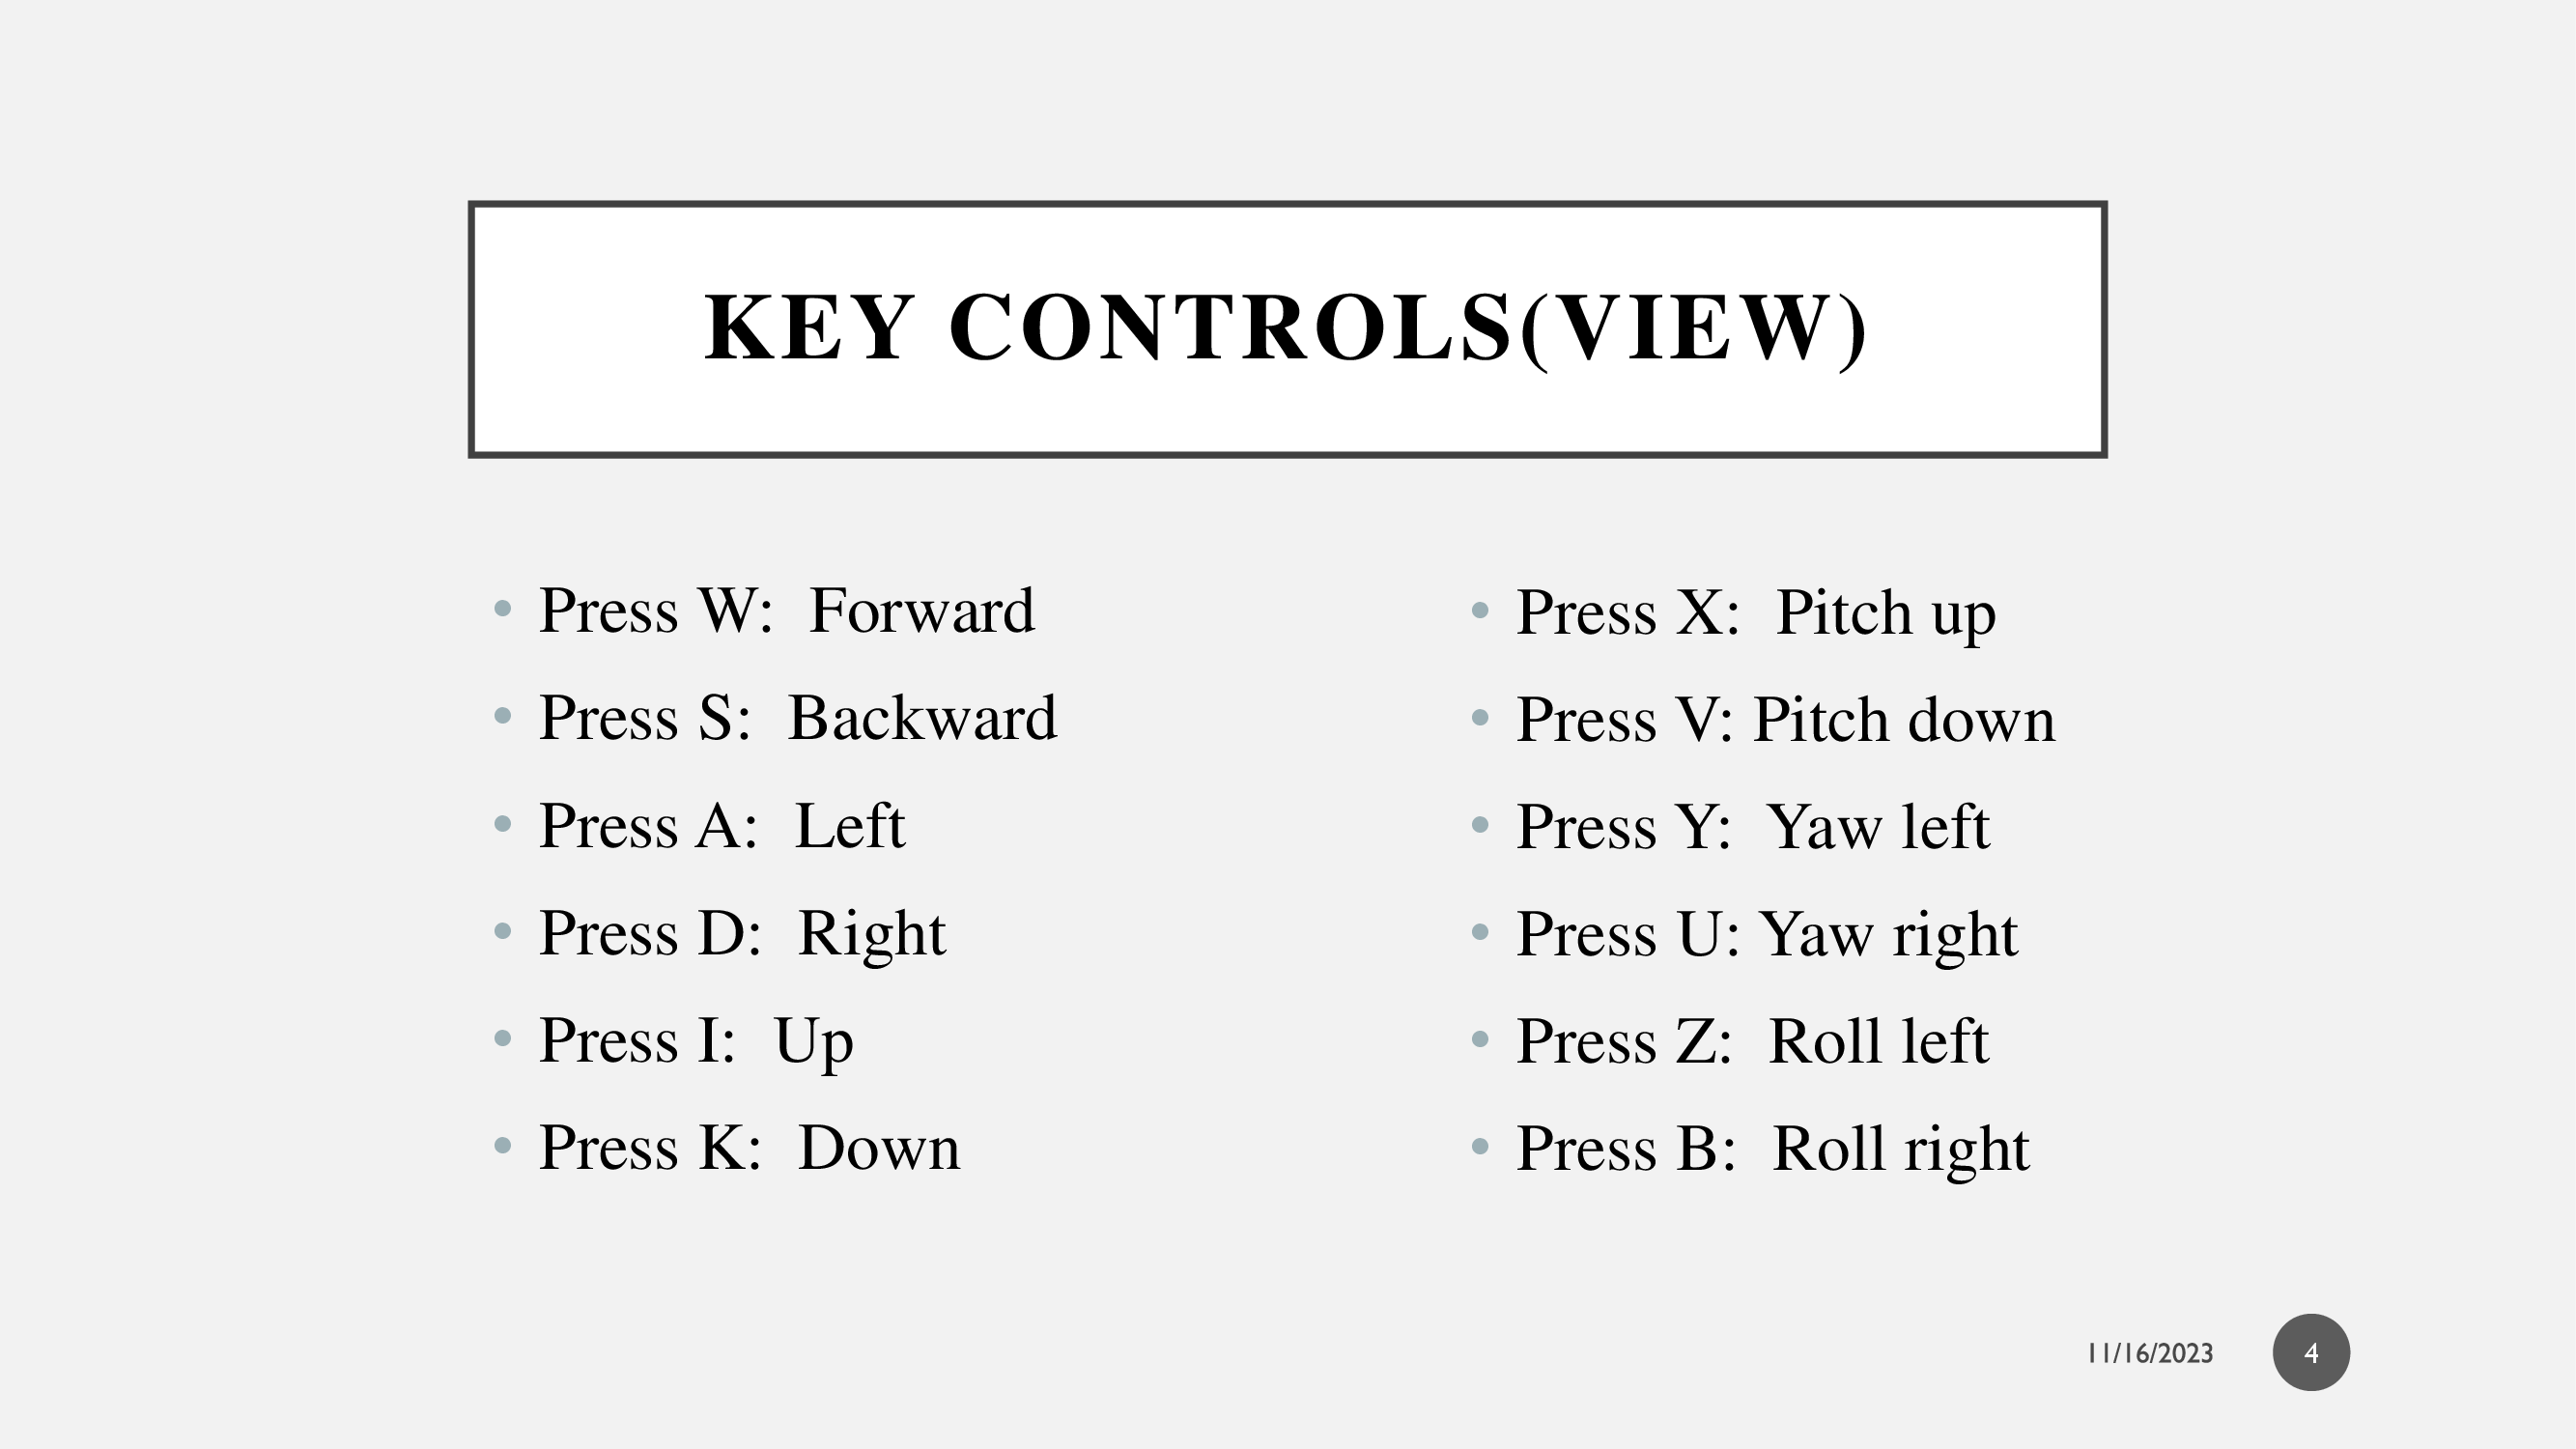 KEY CONTROLS(VIEW)
• Press W:  Forward
• Press S:  Backward
• Press A:  Left
• Press D:  Right
• Press I:  Up
• Press K:  Down
• Press X:  Pitch up
• Press V: Pitch down
• Press Y:  Yaw left
• Press U: Yaw right
• Press Z:  Roll left
• Press B:  Roll right
11/16/2023
4